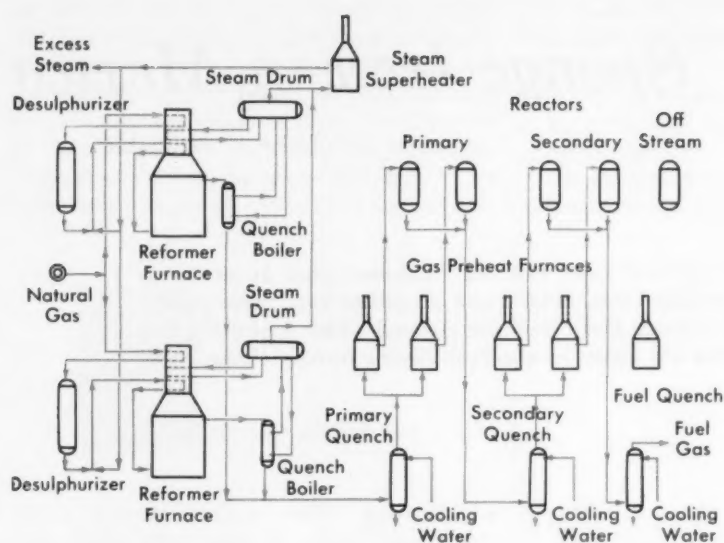 Excess
Steam
Steam Drum
Steam
Superheater
Desulphurizer
Reactors
Primary
Secondary
Off
Stream
Quench
Boiler
Reformer
Furnace
Natural
Gas
Gas Preheat Furnaces
Steam
Drum
Primary
Quench
Secondary
Quench
Fuel Quench
Fuel
Gas
Desulphurizer
Reformer
Furnace
Quench
Boiler
Cooling
Water
Cooling
Water
Cooling
Water